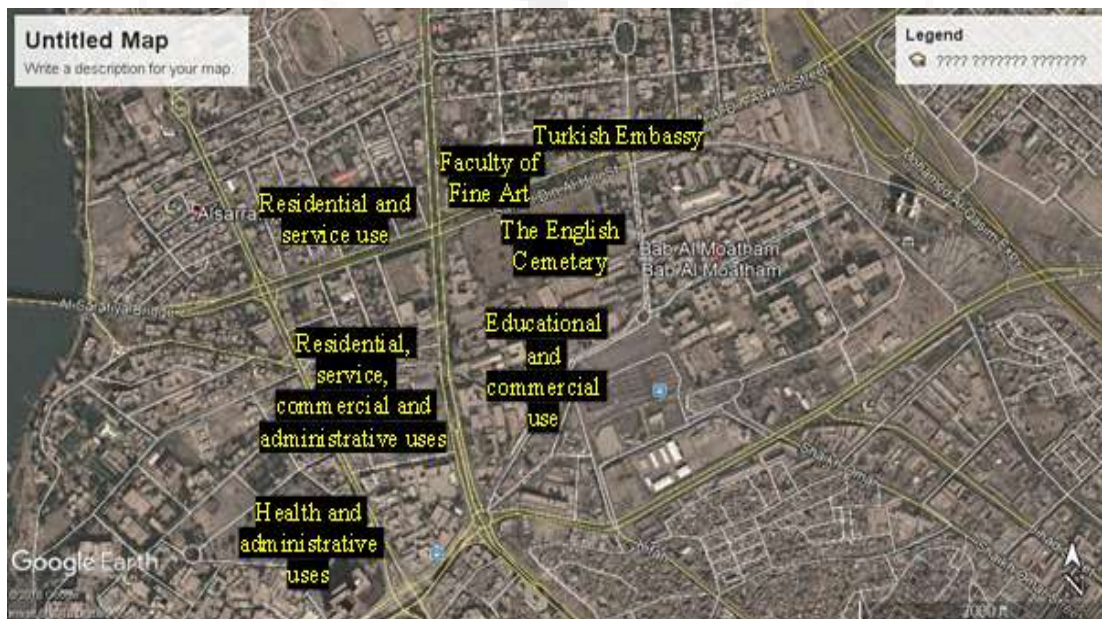 Untitled Map
Write a description for your map.
Legend
???? ??????? ???????
Turkish Embassy
Faculty of
Fine Art
Residential and
service use
Alsarra
The English
Cemetery
Bab Al Moatham
Bab Al Moatham
Al-Sarafiya Bridge
Educational
and
commercial
use
Residential,
service,
commercial and
administrative uses
Health and
administrative
uses
Google Earth
2000 ft